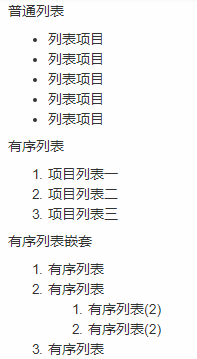 普通列表
• 列表项目
• 列表项目
• 列表项目
• 列表项目
• 列表项目
有序列表
1. 项目列表一
2. 项目列表二
3. 项目列表三
有序列表嵌套
1. 有序列表
2. 有序列表
1. 有序列表(2)
2. 有序列表(2)
3. 有序列表